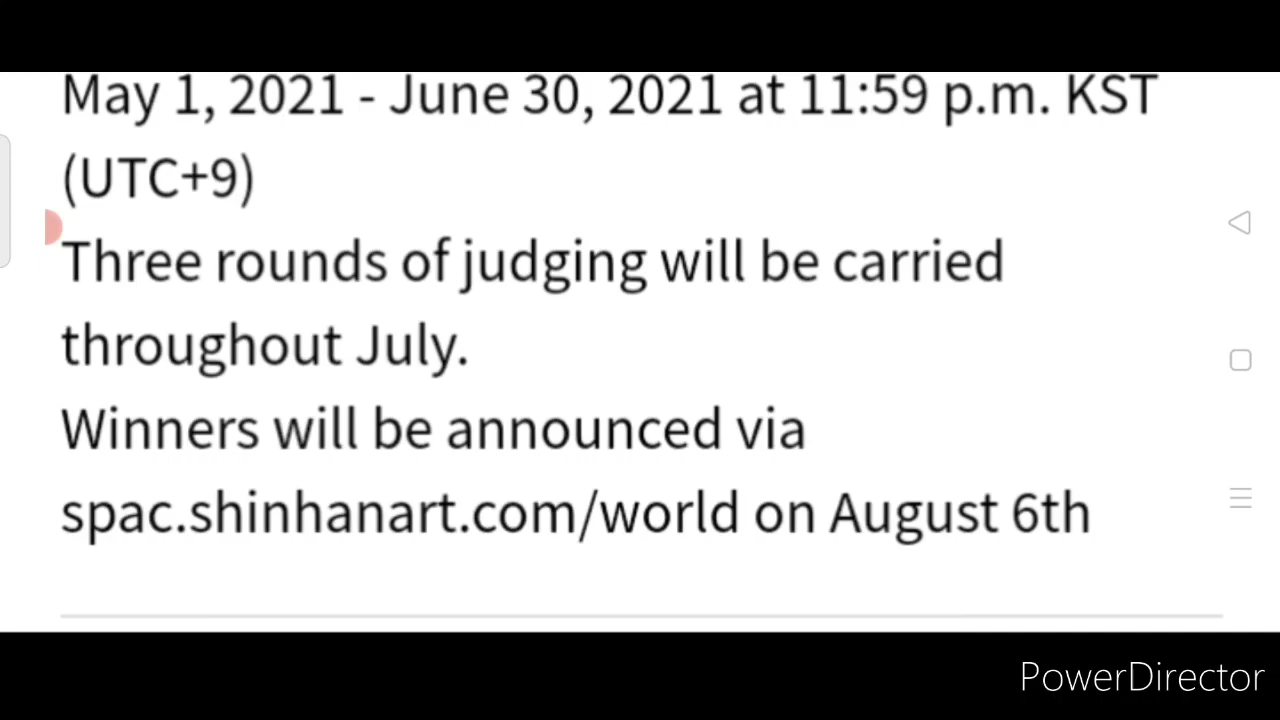 May 1, 2021 - June 30, 2021 at 11:59 p.m. KST
(UTC+9)
Three rounds of judging will be carried
throughout July.
Winners will be announced via
spac.shinhanart.com/world on August 6th
PowerDirector